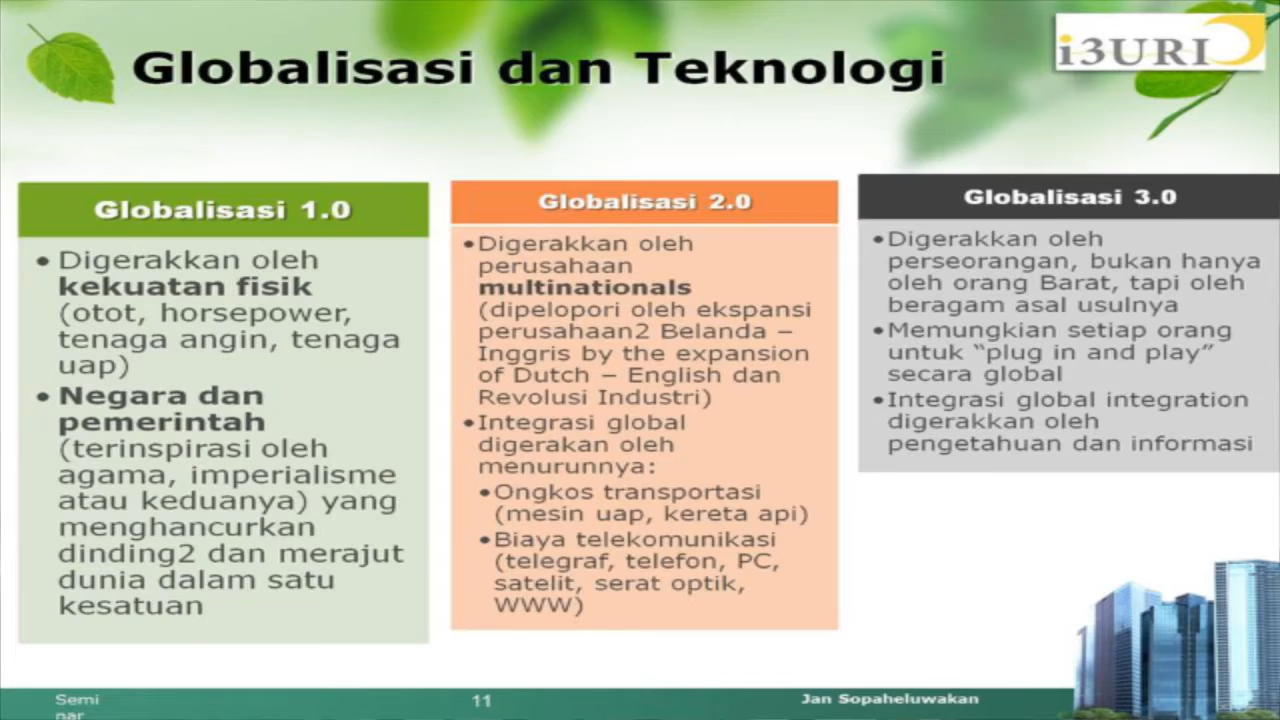 Globalisasi dan Teknologi
i3URI
Globalisasi 1.0
• Digerakkan oleh
kekuatan fisik
(otot, horsepower,
tenaga angin, tenaga
uap)
• Negara dan
pemerintah
(terinspirasi oleh
agama, imperialisme
atau keduanya) yang
menghancurkan
dinding2 dan merajut
dunia dalam satu
kesatuan
Globalisasi 2.0
•Digerakkan oleh
perusahaan
multinationals
(dipelopori oleh ekspansi
perusahaan2 Belanda –
Inggris by the expansion
of Dutch – English dan
Revolusi Industri)
•Integrasi global
digerakan oleh
menurunnya:
•Ongkos transportasi
(mesin uap, kereta api)
•Biaya telekomunikasi
(telegraf, telefon, PC,
satelit, serat optik,
WWW)
Globalisasi 3.0
•Digerakkan oleh
perseorangan, bukan hanya
oleh orang Barat, tapi oleh
beragam asal usulnya
•Memungkian setiap orang
untuk “plug in and play”
secara global
•Integrasi global integration
digerakkan oleh
pengetahuan dan informasi
Semi
nar
11
Jan Sopaheluwakan